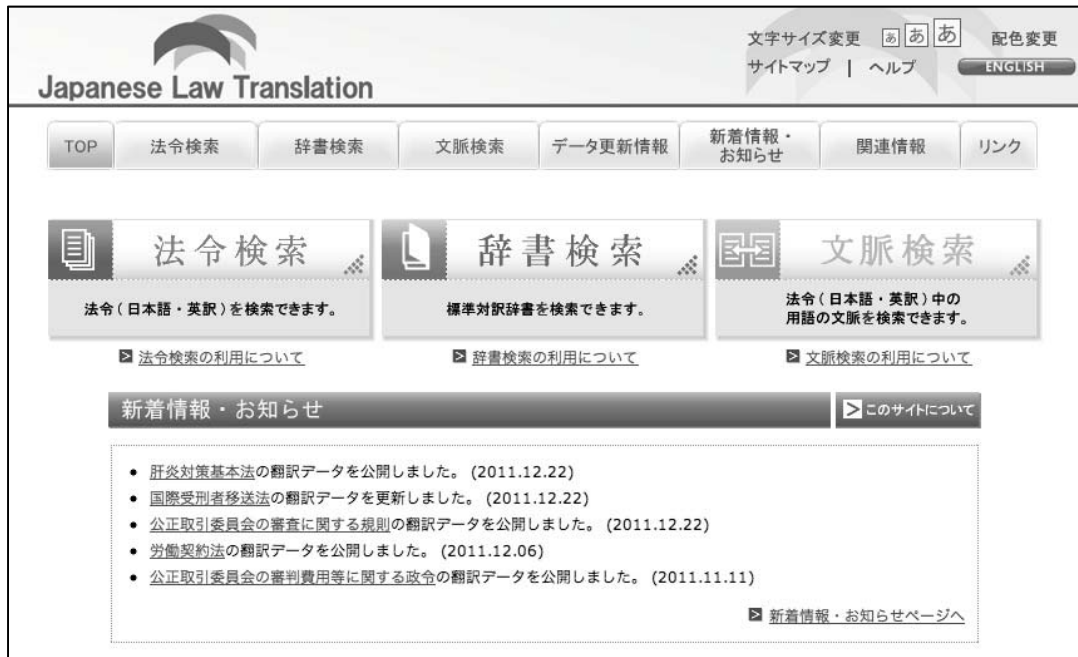 文字サイズ変更 あ あ あ 配色変更
サイトマップ | ヘルプ ENGLISH
Japanese Law Translation
TOP 法令検索 辞書検索 文脈検索 データ更新情報 新着情報・お知らせ 関連情報 リンク
法令検索 辞書検索 文脈検索
法令(日本語・英訳)を検索できます。 標準対訳辞書を検索できます。 法令(日本語・英訳)中の
用語の文脈を検索できます。
法令検索の利用について 辞書検索の利用について 文脈検索の利用について
新着情報・お知らせ このサイトについて
• 肝炎対策基本法の翻訳データを公開しました。 (2011.12.22)
• 国際受刑者移送法の翻訳データを更新しました。 (2011.12.22)
• 公正取引委員会の審査に関する規則の翻訳データを公開しました。 (2011.12.22)
• 労働契約法の翻訳データを公開しました。 (2011.12.06)
• 公正取引委員会の審判費用等に関する政令の翻訳データを公開しました。 (2011.11.11)
新着情報・お知らせページへ